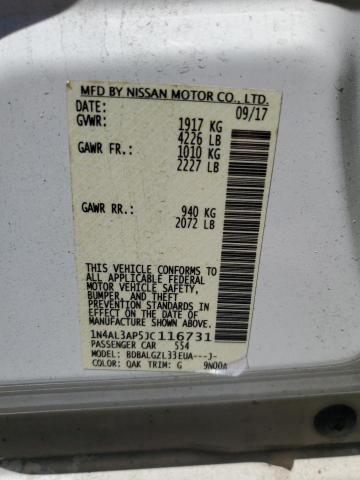 MFD BY NISSAN MOTOR CO., LTD.
DATE: 09/17
GVWR: 1917 KG
4226 LB
GAWR FR.: 1010 KG
2227 LB
GAWR RR.: 940 KG
2072 LB
THIS VEHICLE CONFORMS TO
ALL APPLICABLE FEDERAL
MOTOR VEHICLE SAFETY,
BUMPER, AND THEFT
PREVENTION STANDARDS
IN EFFECT ON THE DATE OF
MANUFACTURE SHOWN ABOVE.
1N4AL3AP5JC116731
PASSENGER CAR 554
MODEL: BDBALGZL33EUA---J-
COLOR: QAK TRIM: G 9N00A